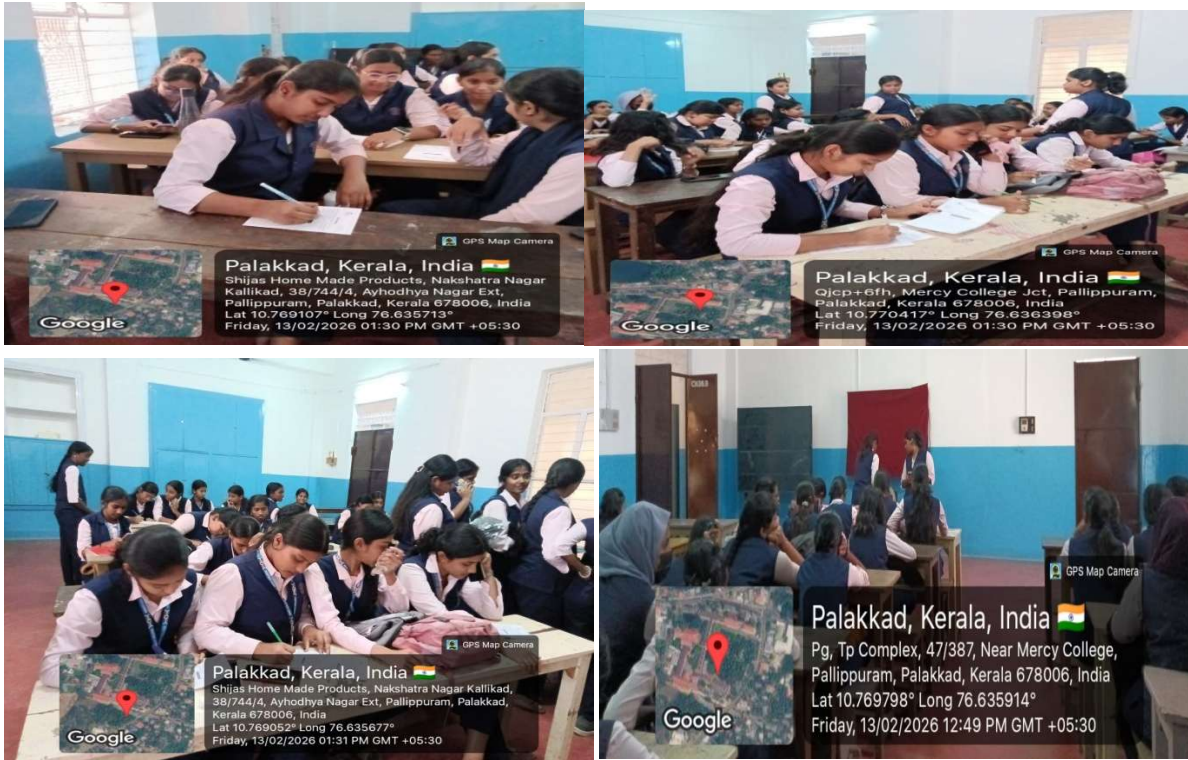 GPS Map Camera
Palakkad, Kerala, India
Shijas Home Made Products, Nakshatra Nagar
Kallikad, 38/744/4, Ayhodhya Nagar Ext,
Pallippuram, Palakkad, Kerala 678006, India
Lat 10.769107° Long 76.635713°
Friday, 13/02/2026 01:30 PM GMT +05:30
Google
GPS Map Camera
Palakkad, Kerala, India
Qjcp+6fh, Mercy College Jct, Pallippuram,
Palakkad, Kerala 678006, India
Lat 10.770417° Long 76.636398°
Friday, 13/02/2026 01:30 PM GMT +05:30
Google
GPS Map Camera
Palakkad, Kerala, India
Shijas Home Made Products, Nakshatra Nagar Kallikad,
38/744/4, Ayhodhya Nagar Ext, Pallippuram, Palakkad,
Kerala 678006, India
Lat 10.769052° Long 76.635677°
Friday, 13/02/2026 01:31 PM GMT +05:30
Google
GPS Map Camera
Palakkad, Kerala, India
Pg, Tp Complex, 47/387, Near Mercy College,
Pallippuram, Palakkad, Kerala 678006, India
Lat 10.769798° Long 76.635914°
Friday, 13/02/2026 12:49 PM GMT +05:30
Google